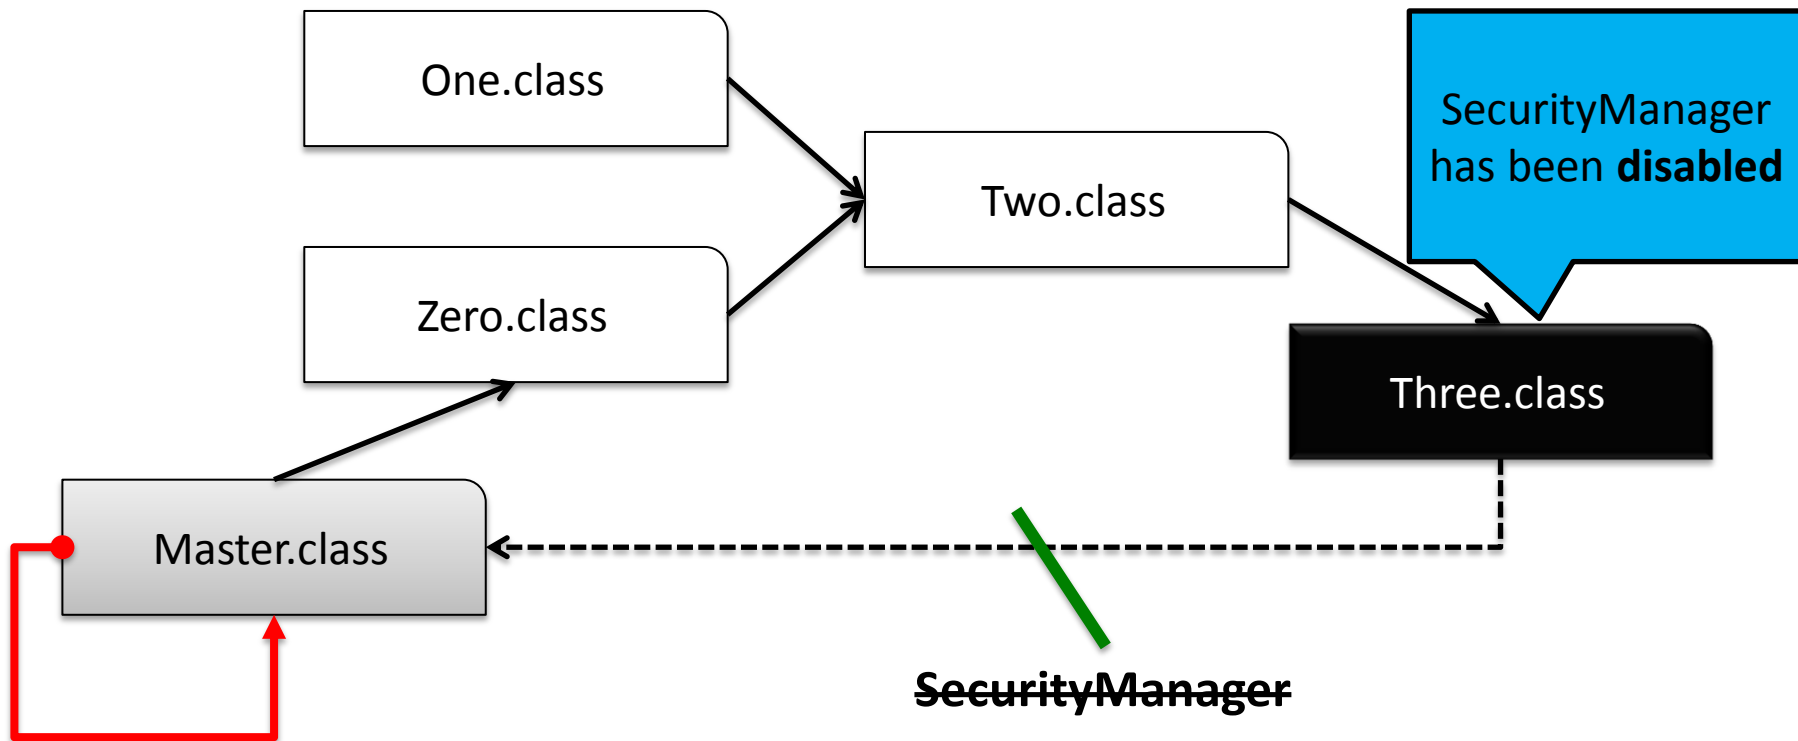 One.class
SecurityManager
has been disabled
Two.class
Zero.class
Three.class
Master.class
SecurityManager